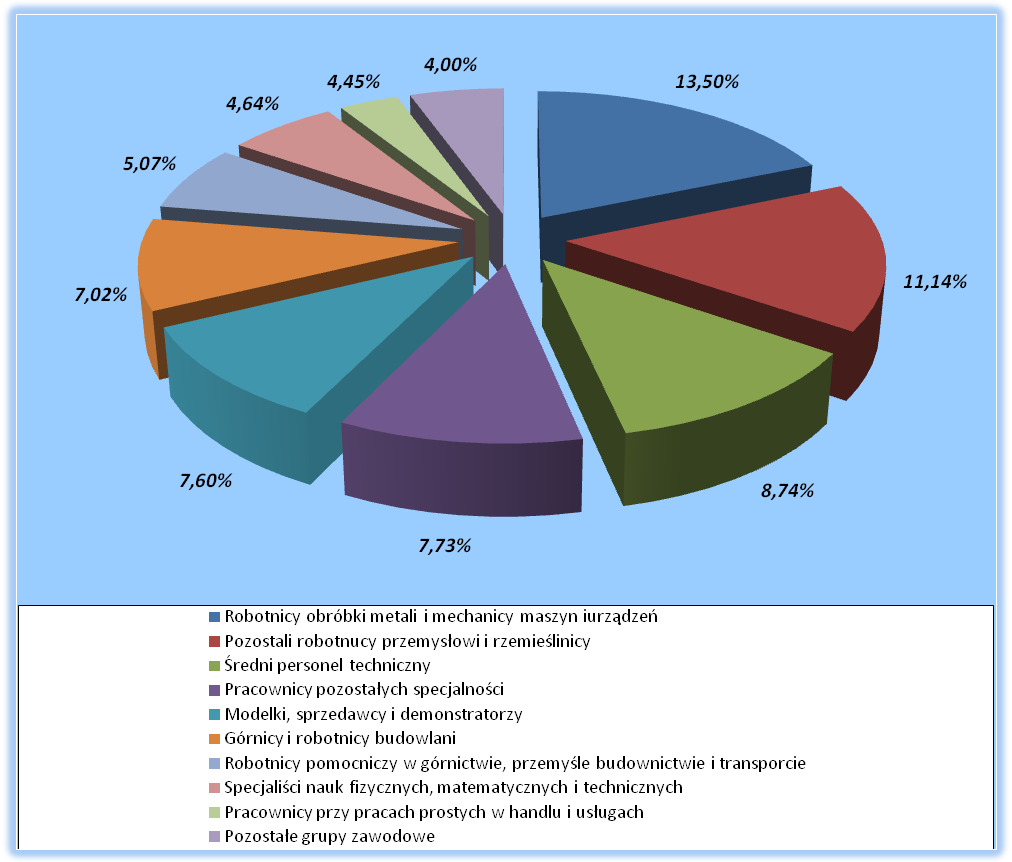 4,00%
4,45%
13,50%
4,64%
5,07%
11,14%
7,02%
7,60%
8,74%
7,73%
Robotnicy obróbki metali i mechanicy maszyn iurządzeń
Pozostali robotnucy przemysłowi i rzemieślinicy
Średni personel techniczny
Pracownicy pozostałych specjalności
Modelki, sprzedawcy i demonstratorzy
Górnicy i robotnicy budowlani
Robotnicy pomocniczy w górnictwie, przemyśle budownictwie i transporcie
Specjaliści nauk fizycznych, matematycznych i technicznych
Pracownicy przy pracach prostych w handlu i usługach
Pozostałe grupy zawodowe